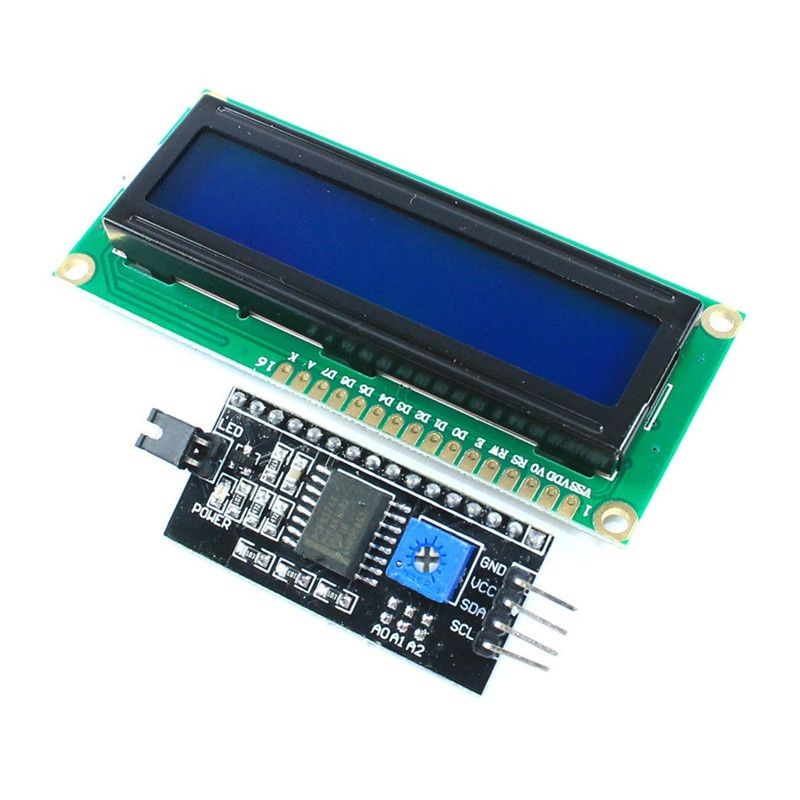 16 K A D7 D6 D5 D4 D3 D2 D1 D0 E RW RS VO VDD VSS 1
LED
POWER
GND
VCC
SDA
SCL
A0 A1 A2